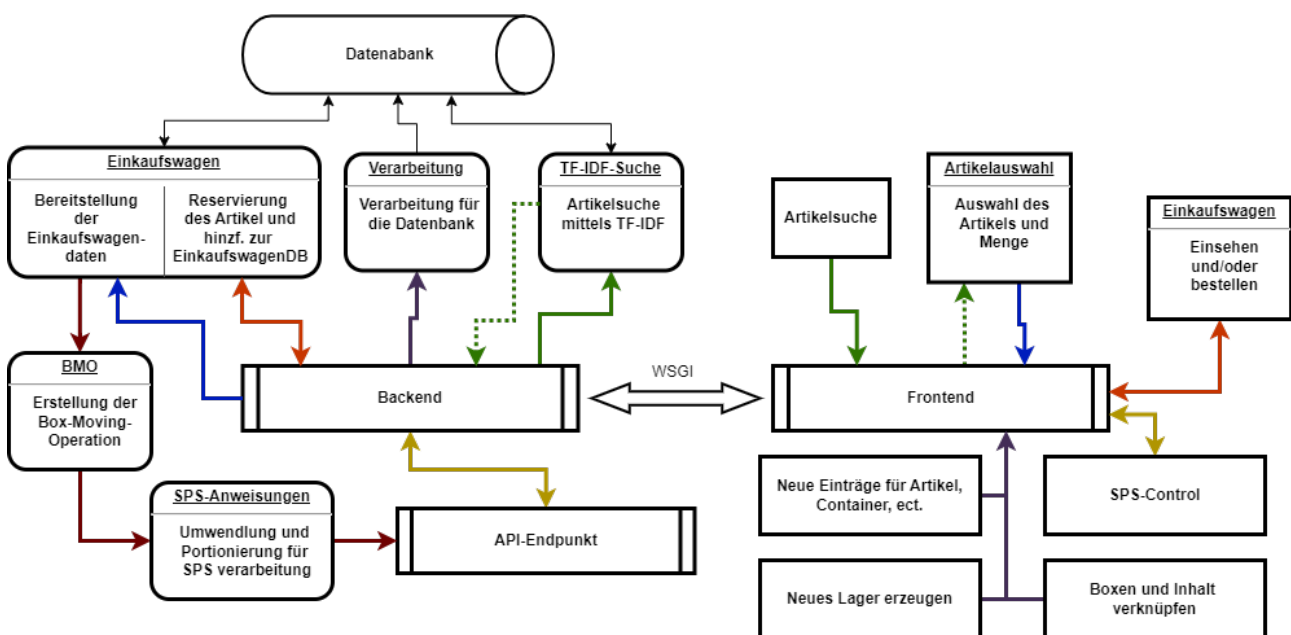 Datenabank
Einkaufswagen
Bereitstellung
der
Einkaufswagen-
daten
Reservierung
des Artikel und
hinzf. zur
EinkaufswagenDB
Verarbeitung
Verarbeitung für
die Datenbank
TF-IDF-Suche
Artikelsuche
mittels TF-IDF
Artikelsuche
Artikelauswahl
Auswahl des
Artikels und
Menge
Einkaufswagen
Einsehen
und/oder
bestellen
BMO
Erstellung der
Box-Moving-
Operation
Backend
WSGI
Frontend
SPS-Anweisungen
Umwendlung und
Portionierung für
SPS verarbeitung
API-Endpunkt
Neue Einträge für Artikel,
Container, ect.
SPS-Control
Neues Lager erzeugen
Boxen und Inhalt
verknüpfen